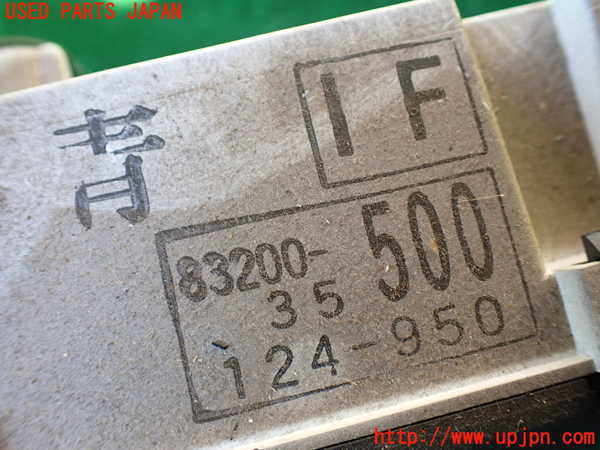 USED PARTS JAPAN
IF
青
83200-
500
35
124-950
http://www.upjpn.com/